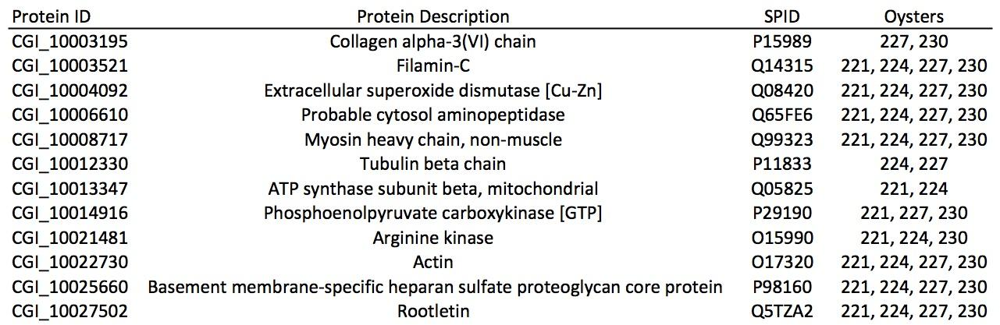 Protein ID Protein Description SPID Oysters
CGI_10003195 Collagen alpha-3(VI) chain P15989 227, 230
CGI_10003521 Filamin-C Q14315 221, 224, 227, 230
CGI_10004092 Extracellular superoxide dismutase [Cu-Zn] Q08420 221, 224, 227, 230
CGI_10006610 Probable cytosol aminopeptidase Q65FE6 221, 224, 227, 230
CGI_10008717 Myosin heavy chain, non-muscle Q99323 221, 224, 227, 230
CGI_10012330 Tubulin beta chain P11833 224, 227
CGI_10013347 ATP synthase subunit beta, mitochondrial Q05825 221, 224
CGI_10014916 Phosphoenolpyruvate carboxykinase [GTP] P29190 221, 227, 230
CGI_10021481 Arginine kinase O15990 221, 224, 230
CGI_10022730 Actin O17320 221, 224, 227, 230
CGI_10025660 Basement membrane-specific heparan sulfate proteoglycan core protein P98160 221, 224, 227, 230
CGI_10027502 Rootletin Q5TZA2 221, 224, 227, 230